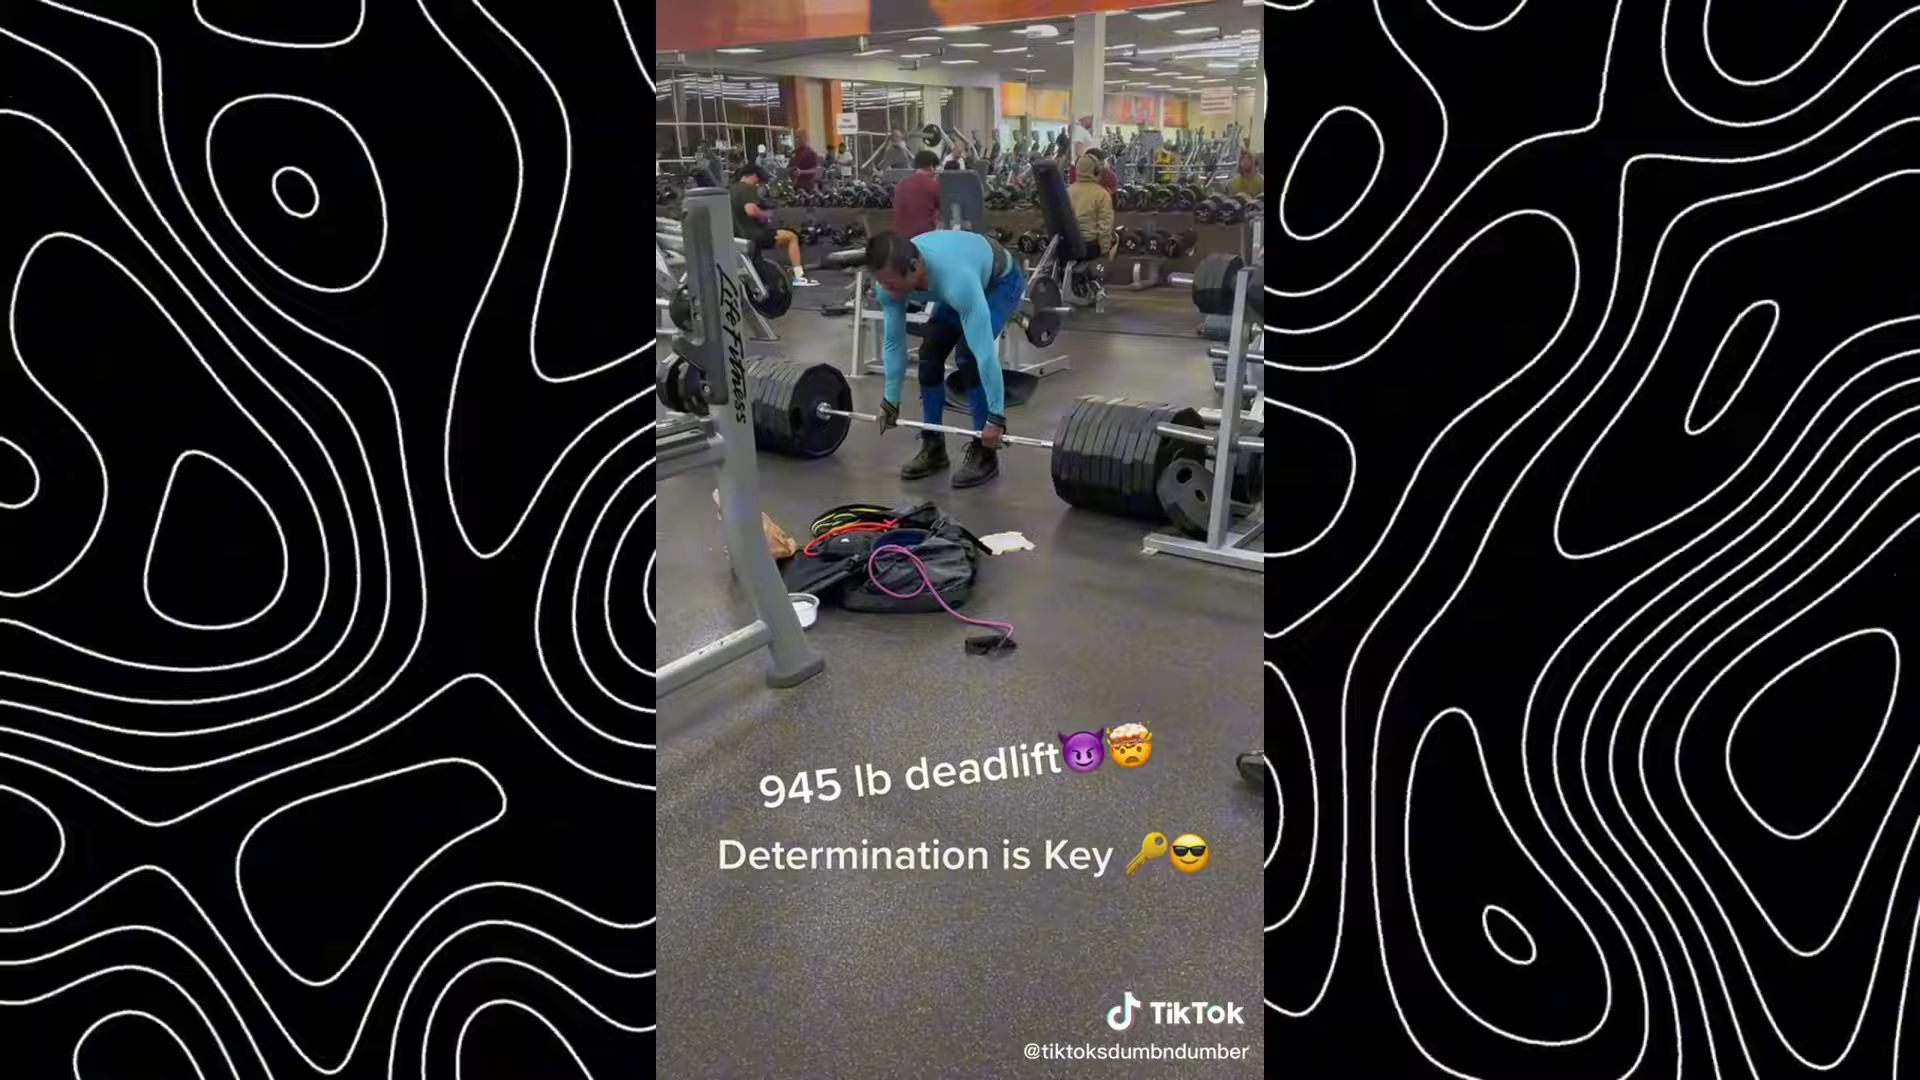 Life Fitness
945 lb deadlift😈🤯
Determination is Key 🔑😎
TikTok
@tiktoksdumbndumber